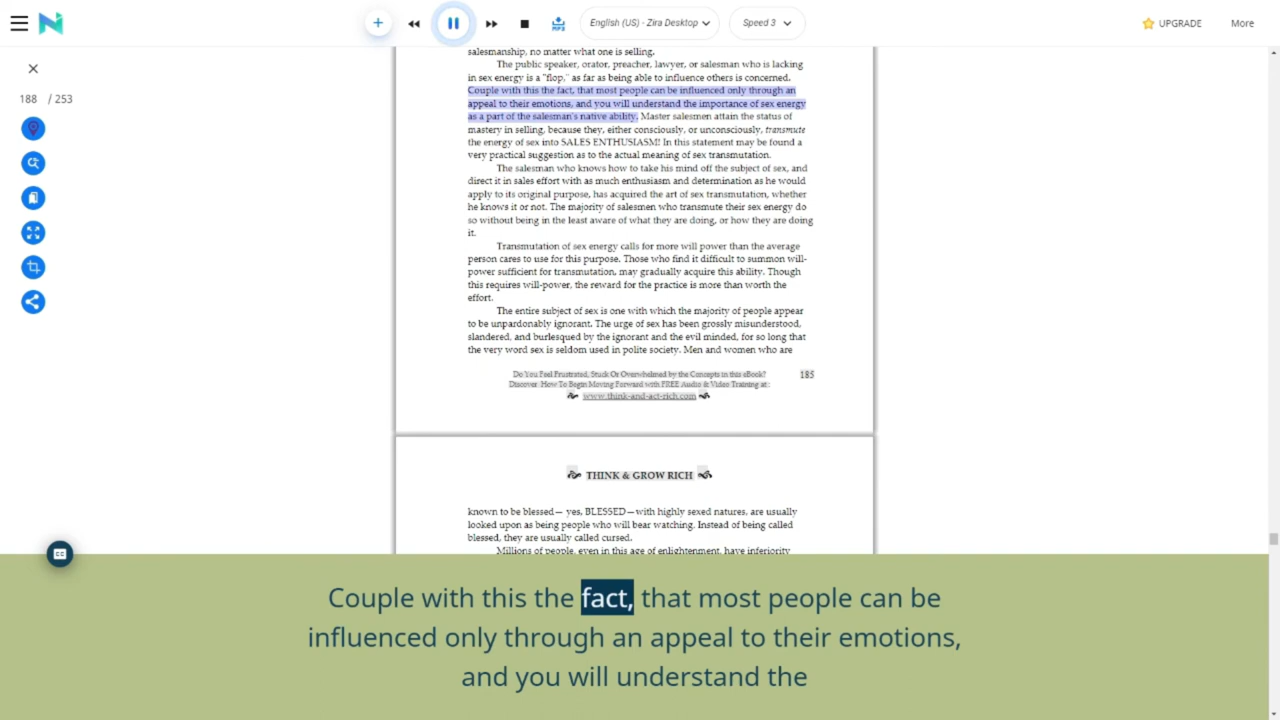 English (US) - Zira Desktop
Speed 3
UPGRADE
More
MP3
188 / 253
salesmanship, no matter what one is selling.
The public speaker, orator, preacher, lawyer, or salesman who is lacking
in sex energy is a "flop," as far as being able to influence others is concerned.
Couple with this the fact, that most people can be influenced only through an
appeal to their emotions, and you will understand the importance of sex energy
as a part of the salesman's native ability. Master salesmen attain the status of
mastery in selling, because they, either consciously, or unconsciously, transmute
the energy of sex into SALES ENTHUSIASM! In this statement may be found a
very practical suggestion as to the actual meaning of sex transmutation.
The salesman who knows how to take his mind off the subject of sex, and
direct it in sales effort with as much enthusiasm and determination as he would
apply to its original purpose, has acquired the art of sex transmutation, whether
he knows it or not. The majority of salesmen who transmute their sex energy do
so without being in the least aware of what they are doing, or how they are doing
it.
Transmutation of sex energy calls for more will power than the average
person cares to use for this purpose. Those who find it difficult to summon will-
power sufficient for transmutation, may gradually acquire this ability. Though
this requires will-power, the reward for the practice is more than worth the
effort.
The entire subject of sex is one with which the majority of people appear
to be unpardonably ignorant. The urge of sex has been grossly misunderstood,
slandered, and burlesqued by the ignorant and the evil minded, for so long that
the very word sex is seldom used in polite society. Men and women who are
Do You Feel Frustrated, Stuck Or Overwhelmed by the Concepts in this eBook?
185
Discover: How To Begin Moving Forward with FREE Audio & Video Training at:
www.think-and-act-rich.com
THINK & GROW RICH
known to be blessed— yes, BLESSED—with highly sexed natures, are usually
looked upon as being people who will bear watching. Instead of being called
blessed, they are usually called cursed.
Millions of people, even in this age of enlightenment, have inferiority
CC
Couple with this the fact, that most people can be
influenced only through an appeal to their emotions,
and you will understand the